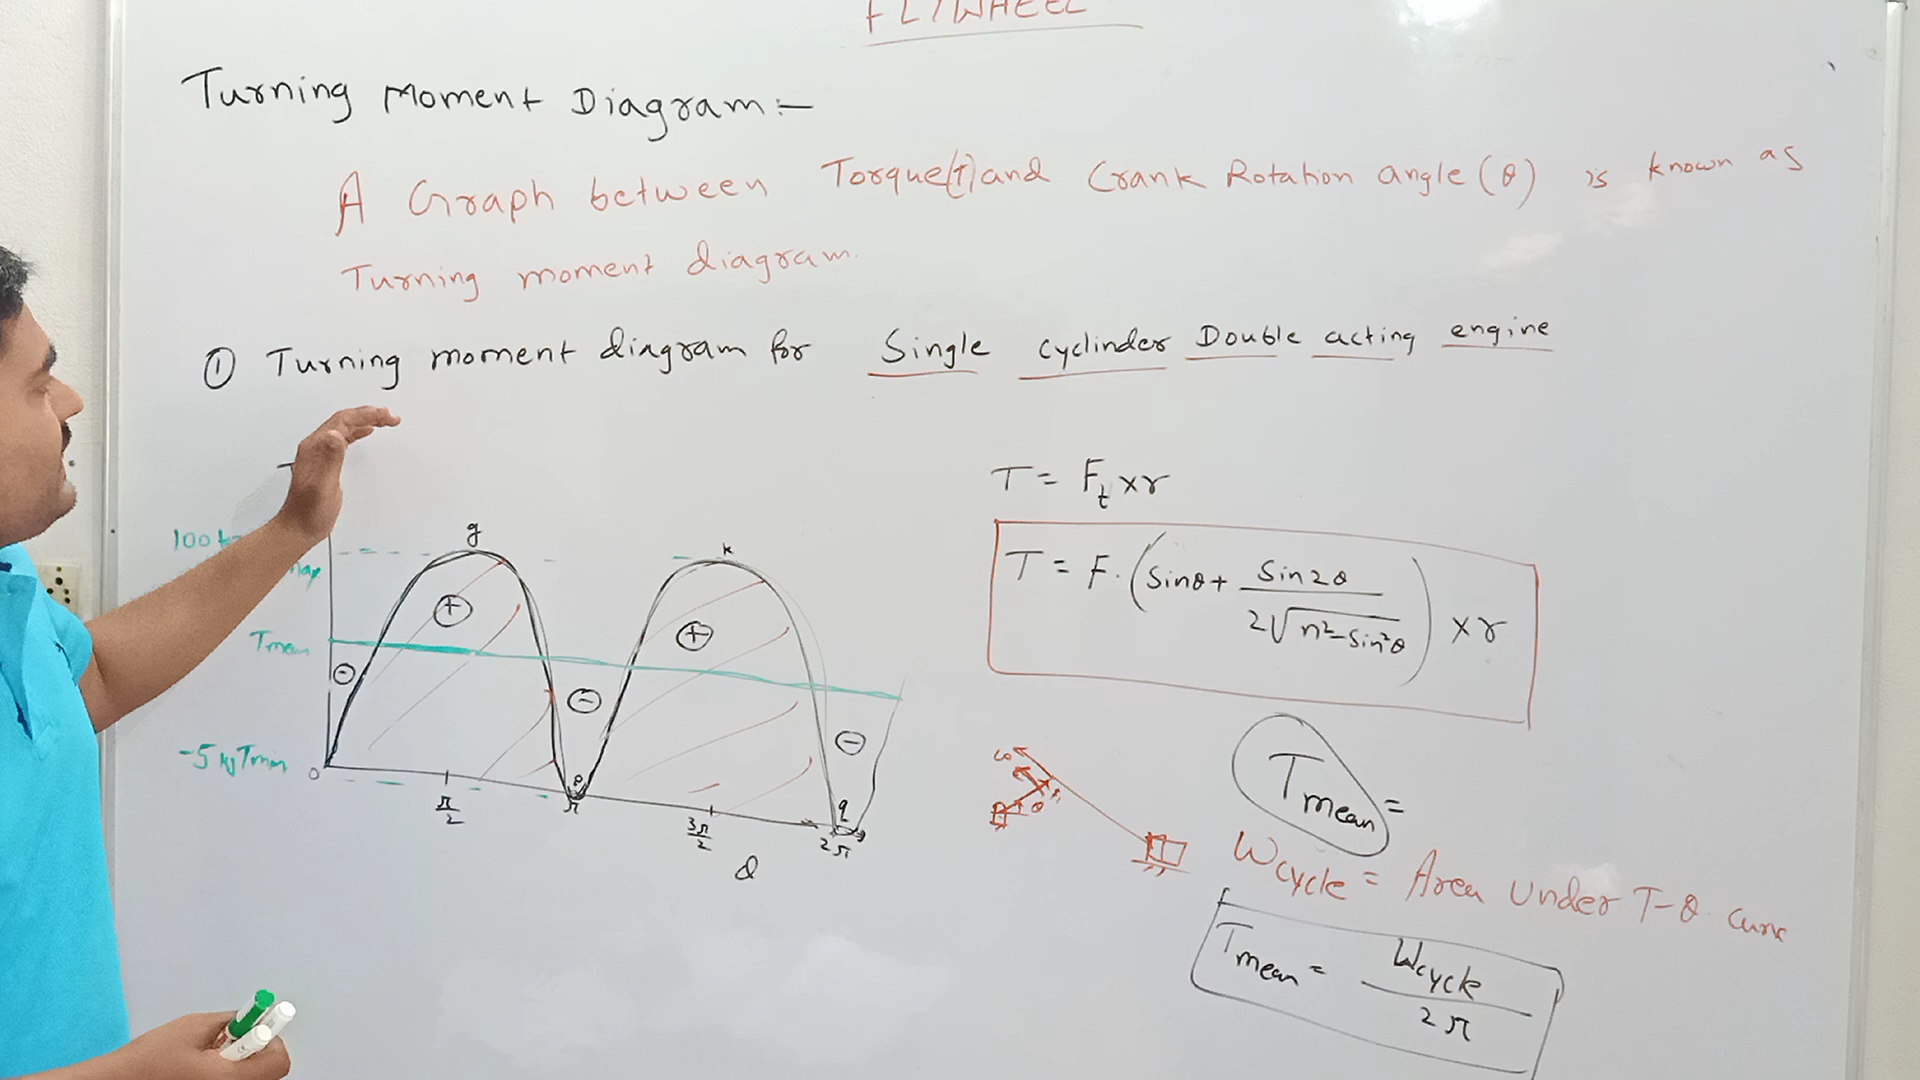 FLYWHEEL
Turning Moment Diagram:-
A Graph between Torque(T) and Crank Rotation angle (θ) is known as
Turning moment diagram.
① Turning moment diagram for Single cyclinder Double acting engine
T = Ft × r
T = F. (Sinθ + Sin2θ / 2√n²-Sin²θ) × r
g
k
100
max
+
+
Tmean
-
-
-
-5 kJ Tmin
0
π/2
P
π
3π/2
q
2π
θ
Tmean =
Wcycle = Area Under T-θ curve
Tmean = Wcycle / 2π